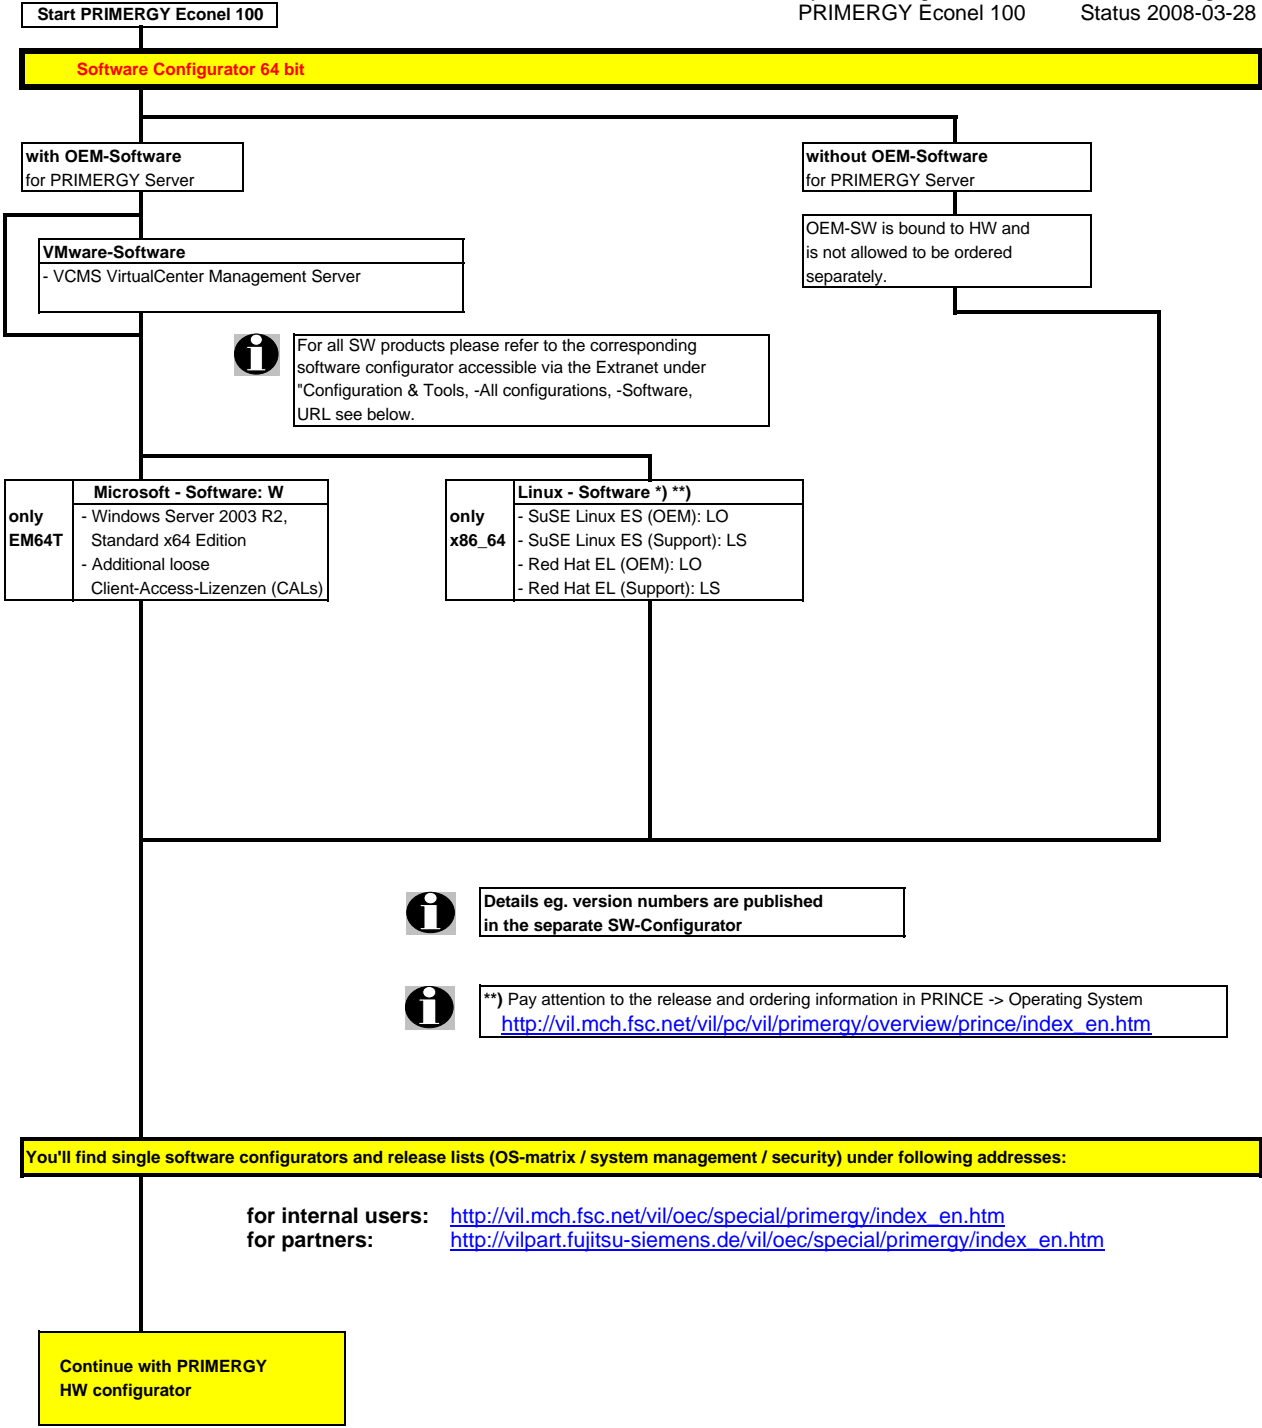 Start PRIMERGY Econel 100
PRIMERGY Econel 100 Status 2008-03-28
Software Configurator 64 bit
with OEM-Software
for PRIMERGY Server
without OEM-Software
for PRIMERGY Server
OEM-SW is bound to HW and
is not allowed to be ordered
separately.
VMware-Software
- VCMS VirtualCenter Management Server
For all SW products please refer to the corresponding
software configurator accessible via the Extranet under
"Configuration & Tools, -All configurations, -Software,
URL see below.
only
EM64T
Microsoft - Software: W
- Windows Server 2003 R2,
Standard x64 Edition
- Additional loose
Client-Access-Lizenzen (CALs)
only
x86_64
Linux - Software *) **)
- SuSE Linux ES (OEM): LO
- SuSE Linux ES (Support): LS
- Red Hat EL (OEM): LO
- Red Hat EL (Support): LS
Details eg. version numbers are published
in the separate SW-Configurator
**) Pay attention to the release and ordering information in PRINCE -> Operating System
http://vil.mch.fsc.net/vil/pc/vil/primergy/overview/prince/index_en.htm
You'll find single software configurators and release lists (OS-matrix / system management / security) under following addresses:
for internal users: http://vil.mch.fsc.net/vil/oec/special/primergy/index_en.htm
for partners: http://vilpart.fujitsu-siemens.de/vil/oec/special/primergy/index_en.htm
Continue with PRIMERGY
HW configurator